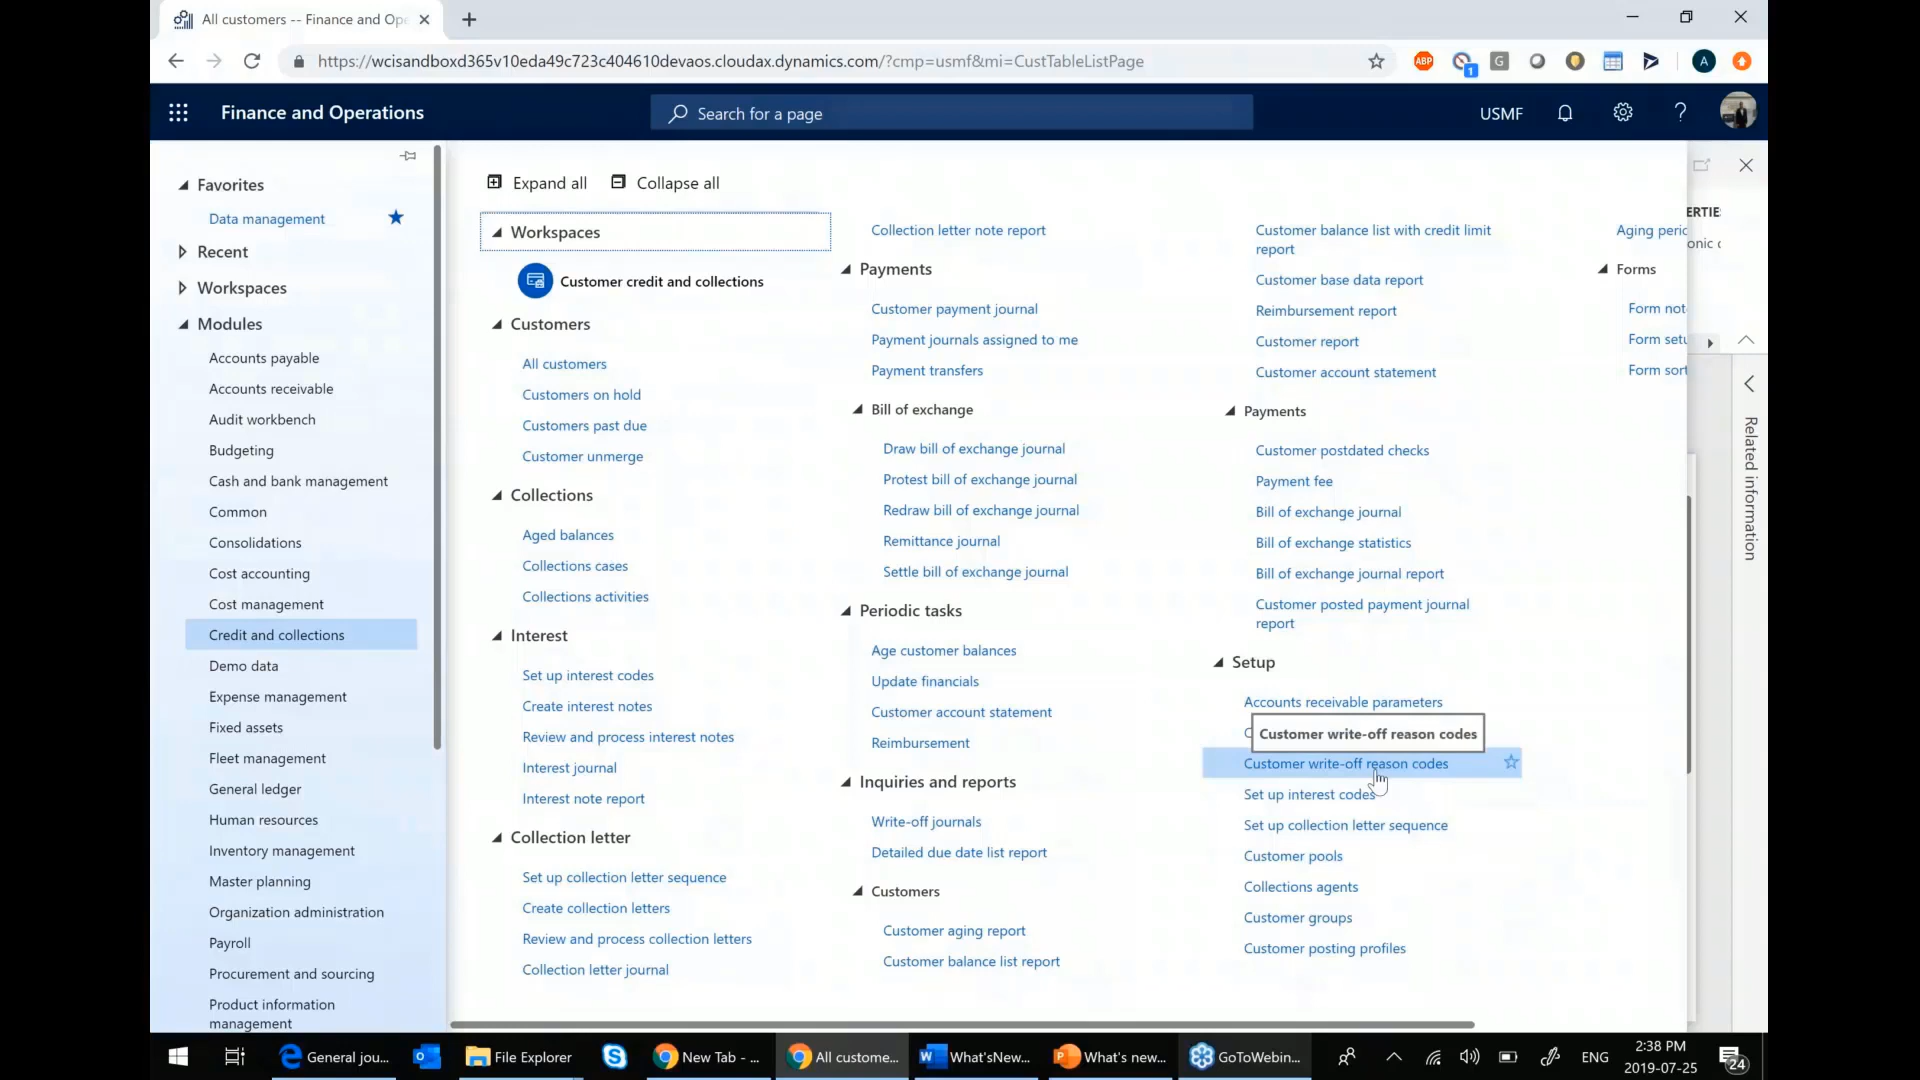 All customers -- Finance and Ope
https://wcisandboxd365v10eda49c723c404610devaos.cloudax.dynamics.com/?cmp=usmf&mi=CustTableListPage
ABP
1
G
A
Finance and Operations
Search for a page
USMF
?
Favorites
Data management
Recent
Workspaces
Modules
Accounts payable
Accounts receivable
Audit workbench
Budgeting
Cash and bank management
Common
Consolidations
Cost accounting
Cost management
Credit and collections
Demo data
Expense management
Fixed assets
Fleet management
General ledger
Human resources
Inventory management
Master planning
Organization administration
Payroll
Procurement and sourcing
Product information
management
Expand all
Collapse all
Workspaces
Customer credit and collections
Customers
All customers
Customers on hold
Customers past due
Customer unmerge
Collections
Aged balances
Collections cases
Collections activities
Interest
Set up interest codes
Create interest notes
Review and process interest notes
Interest journal
Interest note report
Collection letter
Set up collection letter sequence
Create collection letters
Review and process collection letters
Collection letter journal
Collection letter note report
Payments
Customer payment journal
Payment journals assigned to me
Payment transfers
Bill of exchange
Draw bill of exchange journal
Protest bill of exchange journal
Redraw bill of exchange journal
Remittance journal
Settle bill of exchange journal
Periodic tasks
Age customer balances
Update financials
Customer account statement
Reimbursement
Inquiries and reports
Write-off journals
Detailed due date list report
Customers
Customer aging report
Customer balance list report
Customer balance list with credit limit
report
Customer base data report
Reimbursement report
Customer report
Customer account statement
Payments
Customer postdated checks
Payment fee
Bill of exchange journal
Bill of exchange statistics
Bill of exchange journal report
Customer posted payment journal
report
Setup
Accounts receivable parameters
C
Customer write-off reason codes
Customer write-off reason codes
Set up interest codes
Set up collection letter sequence
Customer pools
Collections agents
Customer groups
Customer posting profiles
Aging peric
Forms
Form not
Form setu
Form sort
ERTIE
onic c
Related information
General jou...
File Explorer
New Tab - ...
All custome...
What'sNew...
What's new...
GoToWebin...
ENG
2:38 PM
2019-07-25
24